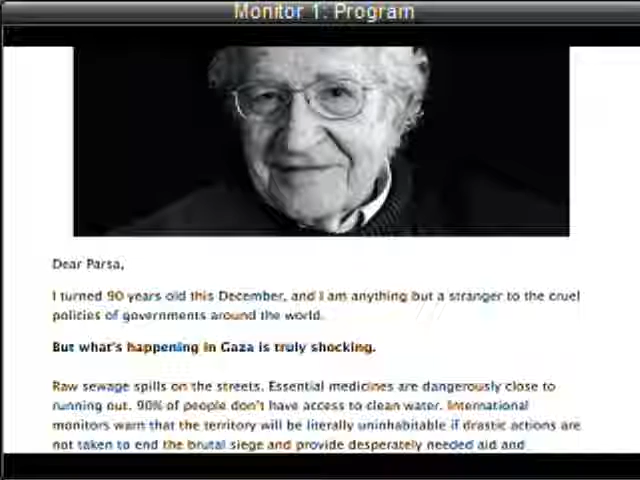 Monitor 1: Program
Dear Parsa,
I turned 90 years old this December, and I am anything but a stranger to the cruel
policies of governments around the world.
But what's happening in Gaza is truly shocking.
Raw sewage spills on the streets. Essential medicines are dangerously close to
running out. 90% of people don't have access to clean water. International
monitors warn that the territory will be literally uninhabitable if drastic actions are
not taken to end the brutal siege and provide desperately needed aid and